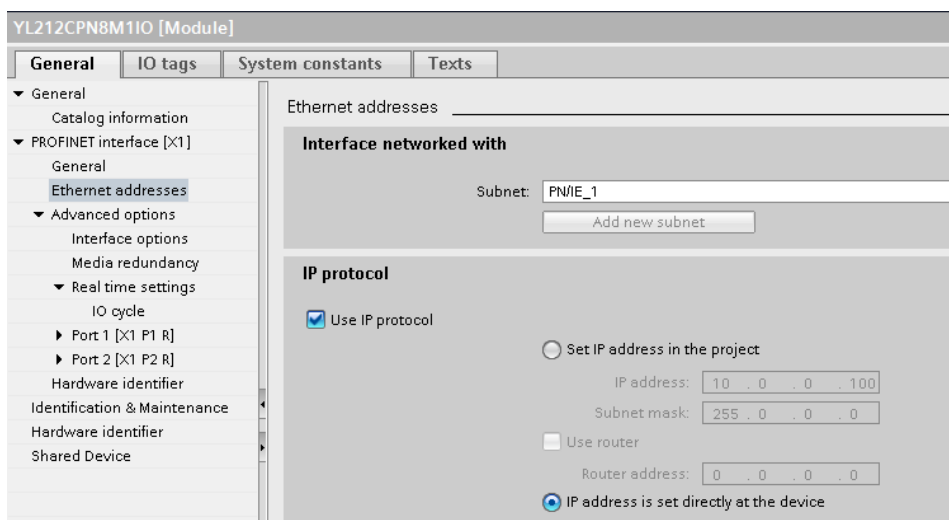 YL212CPN8M1IO [Module]
General IO tags System constants Texts
General
Catalog information
PROFINET interface [X1]
General
Ethernet addresses
Advanced options
Interface options
Media redundancy
Real time settings
IO cycle
Port 1 [X1 P1 R]
Port 2 [X1 P2 R]
Hardware identifier
Identification & Maintenance
Hardware identifier
Shared Device
Ethernet addresses
Interface networked with
Subnet: PN/IE_1
Add new subnet
IP protocol
Use IP protocol
Set IP address in the project
IP address: 10 . 0 . 0 . 100
Subnet mask: 255 . 0 . 0 . 0
Use router
Router address: 0 . 0 . 0 . 0
IP address is set directly at the device